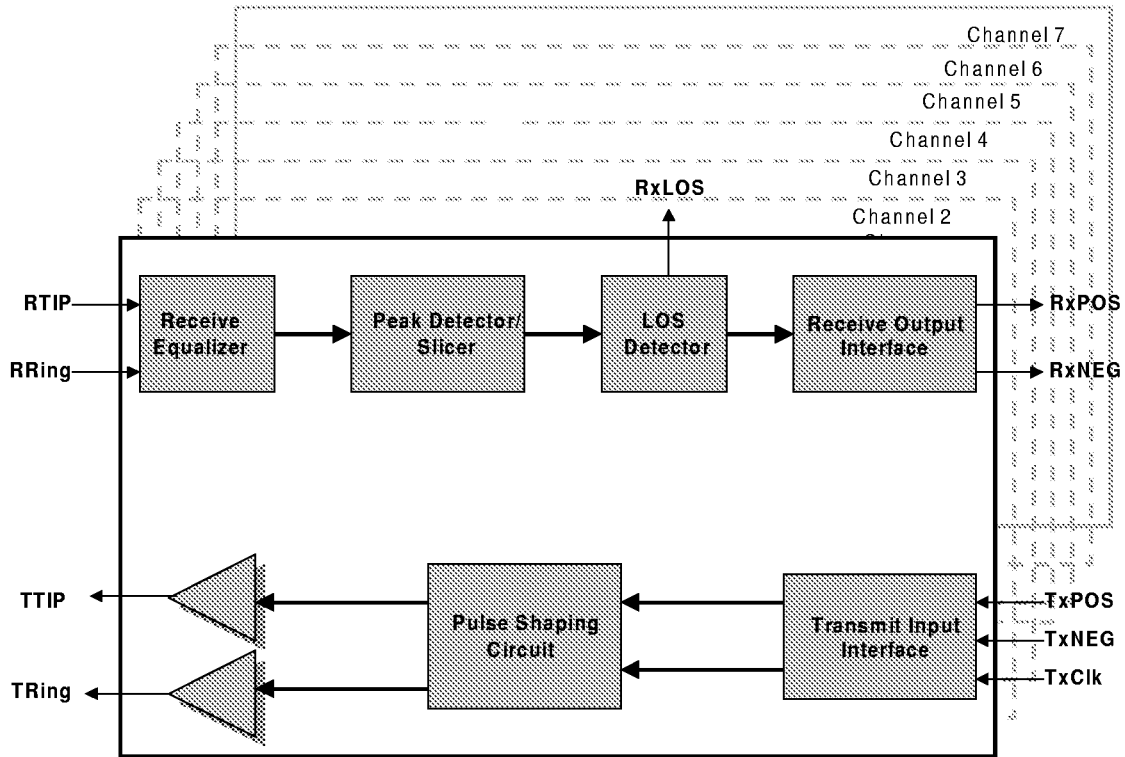 Channel 7
Channel 6
Channel 5
Channel 4
Channel 3
Channel 2
RxLOS
RTIP
RRing
Receive
Equalizer
Peak Detector/
Slicer
LOS
Detector
Receive Output
Interface
RxPOS
RxNEG
TTIP
TRing
Pulse Shaping
Circuit
Transmit Input
Interface
TxPOS
TxNEG
TxClk